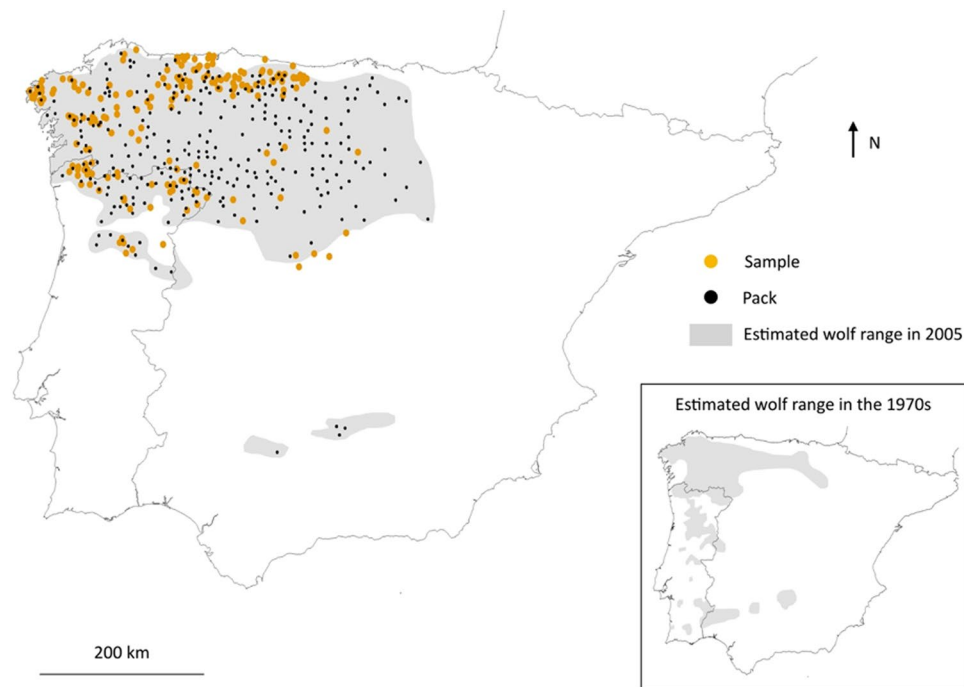 N
Sample
Pack
Estimated wolf range in 2005
Estimated wolf range in the 1970s
200 km